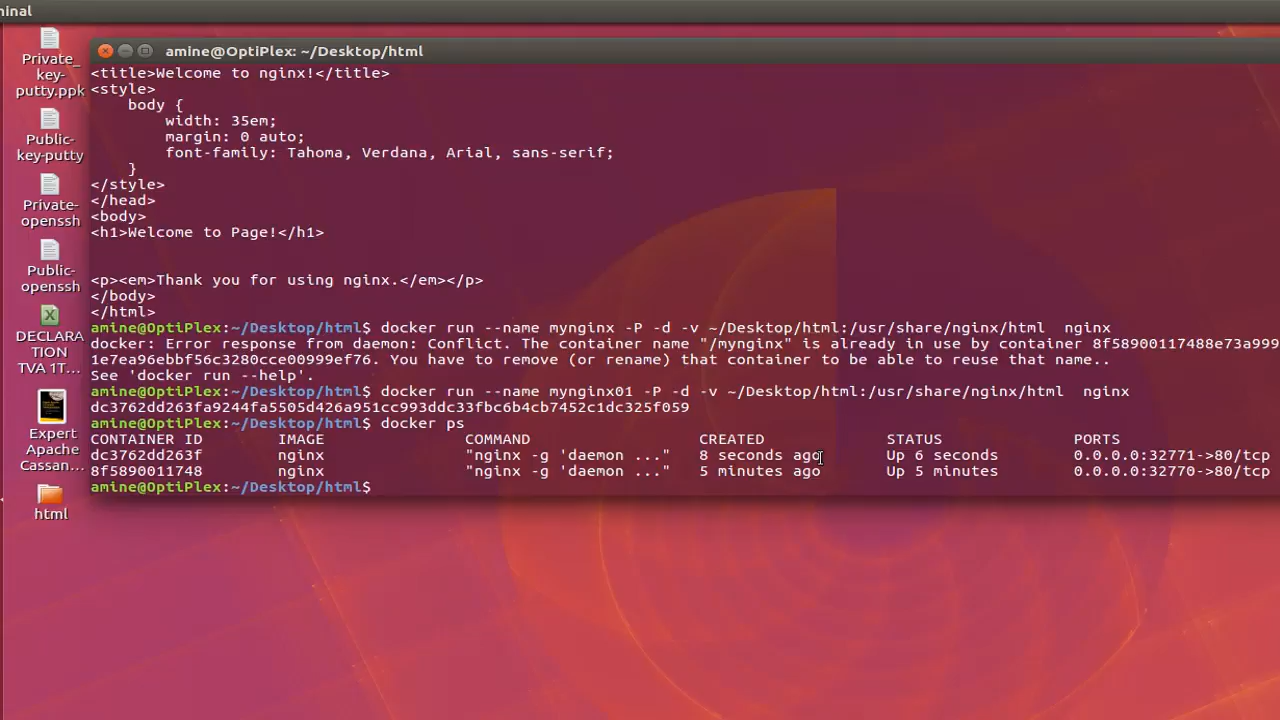 minal
amine@OptiPlex: ~/Desktop/html
Private_
key-
putty.ppk
Public-
key-putty
Private-
openssh
Public-
openssh
DECLARA
TION
TVA 1T...
Expert
Apache
Cassan...
html
<title>Welcome to nginx!</title>
<style>
    body {
        width: 35em;
        margin: 0 auto;
        font-family: Tahoma, Verdana, Arial, sans-serif;
    }
</style>
</head>
<body>
<h1>Welcome to Page!</h1>
<p><em>Thank you for using nginx.</em></p>
</body>
</html>
amine@OptiPlex:~/Desktop/html$ docker run --name mynginx -P -d -v ~/Desktop/html:/usr/share/nginx/html  nginx
docker: Error response from daemon: Conflict. The container name "/mynginx" is already in use by container 8f58900117488e73a999
1e7ea96ebbf56c3280cce00999ef76. You have to remove (or rename) that container to be able to reuse that name..
See 'docker run --help'.
amine@OptiPlex:~/Desktop/html$ docker run --name mynginx01 -P -d -v ~/Desktop/html:/usr/share/nginx/html  nginx
dc3762dd263fa9244fa5505d426a951cc993ddc33fbc6b4cb7452c1dc325f059
amine@OptiPlex:~/Desktop/html$ docker ps
CONTAINER ID        IMAGE               COMMAND                  CREATED             STATUS              PORTS
dc3762dd263f        nginx               "nginx -g 'daemon ..."   8 seconds ago       Up 6 seconds        0.0.0.0:32771->80/tcp
8f5890011748        nginx               "nginx -g 'daemon ..."   5 minutes ago       Up 5 minutes        0.0.0.0:32770->80/tcp
amine@OptiPlex:~/Desktop/html$